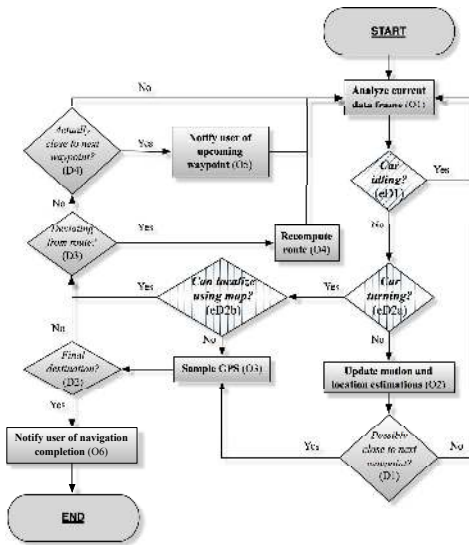 START
No
Analyze current
data frame (O1)
Actually
close to next
waypoint?
(D4)
Yes
Notify user of
upcoming
waypoint (O5)
Car
idling?
(eD1)
Yes
No
No
Deviating
from route?
(D3)
Yes
Recompute
route (O4)
Yes
Can localize
using map?
(eD2b)
Yes
Car
turning?
(eD2a)
No
No
No
Final
destination?
(D2)
Sample GPS (O3)
Update motion and
location estimations (O2)
Yes
Notify user of navigation
completion (O6)
Yes
Possibly
close to next
waypoint?
(D1)
No
END